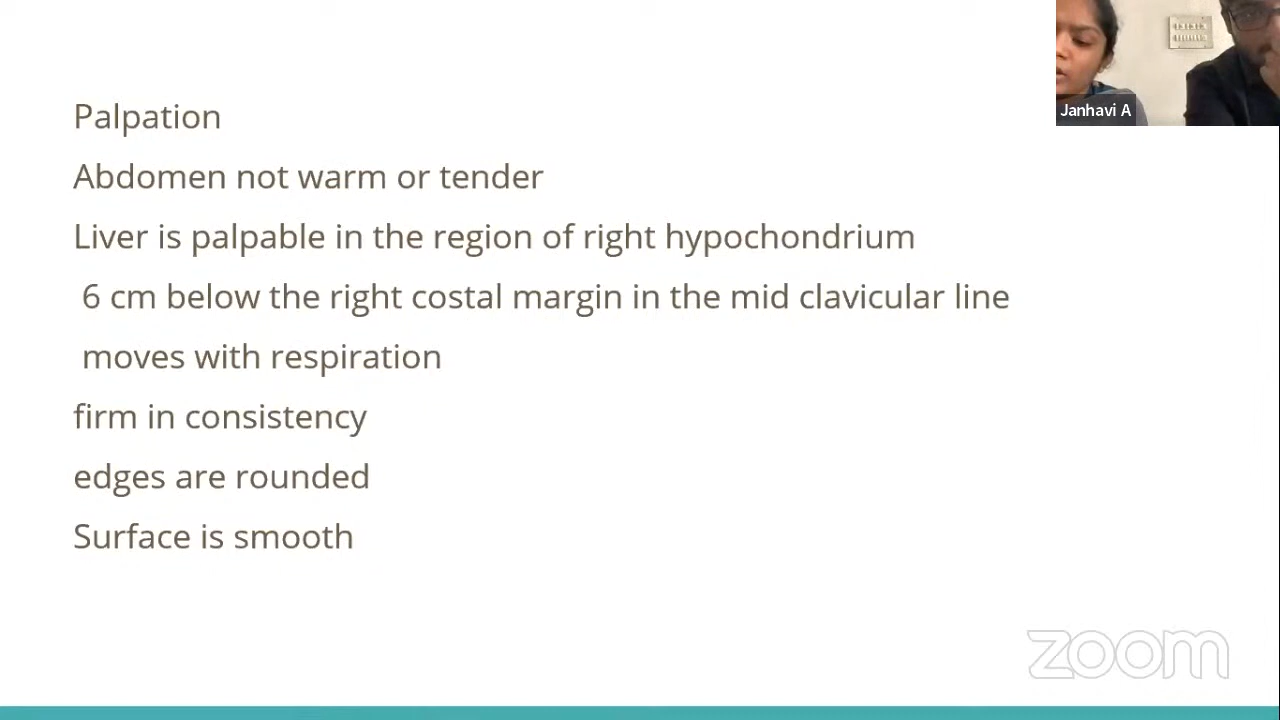 Palpation
Abdomen not warm or tender
Liver is palpable in the region of right hypochondrium
6 cm below the right costal margin in the mid clavicular line
moves with respiration
firm in consistency
edges are rounded
Surface is smooth
Janhavi A
zoom